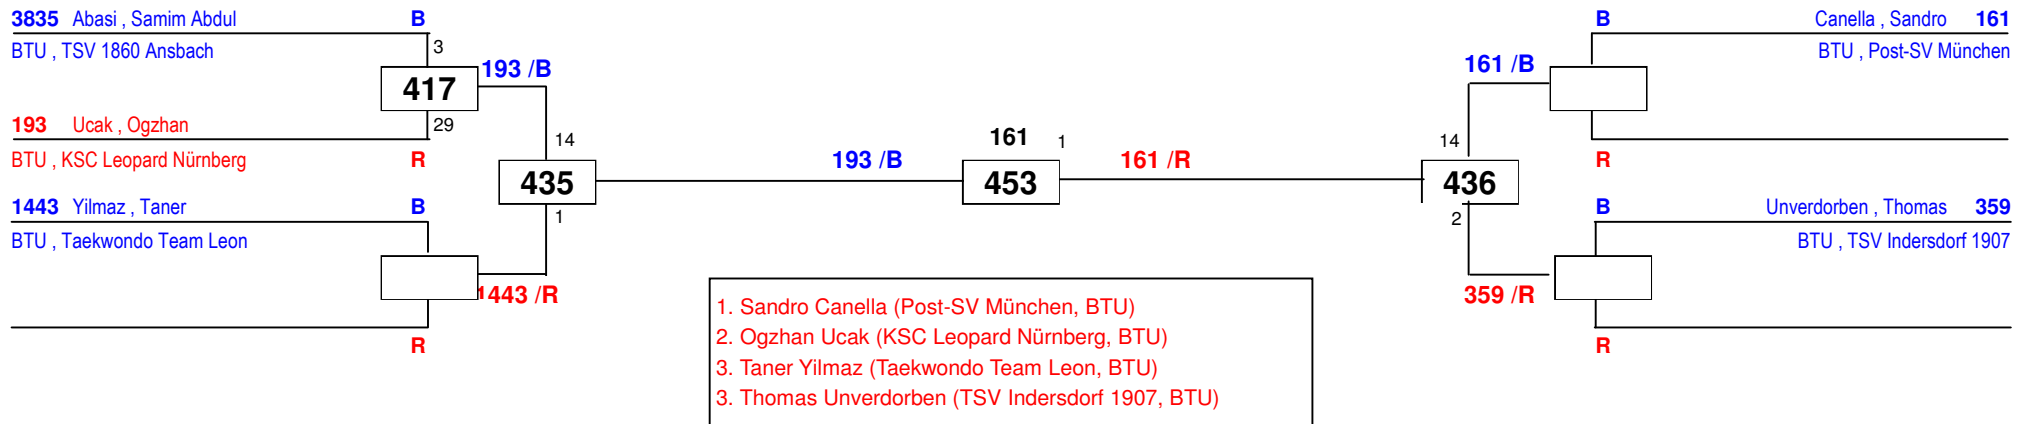 3835 Abasi , Samim Abdul B
BTU , TSV 1860 Ansbach
3
417
193 /B
29
193 Ucak , Ogzhan
BTU , KSC Leopard Nürnberg R
14
435
1
1443 Yilmaz , Taner B
BTU , Taekwondo Team Leon
1443 /R
R
193 /B
161 1
453
161 /R
B Canella , Sandro 161
BTU , Post-SV München
161 /B
14
R
436
2
B Unverdorben , Thomas 359
BTU , TSV Indersdorf 1907
359 /R
R
1. Sandro Canella (Post-SV München, BTU)
2. Ogzhan Ucak (KSC Leopard Nürnberg, BTU)
3. Taner Yilmaz (Taekwondo Team Leon, BTU)
3. Thomas Unverdorben (TSV Indersdorf 1907, BTU)